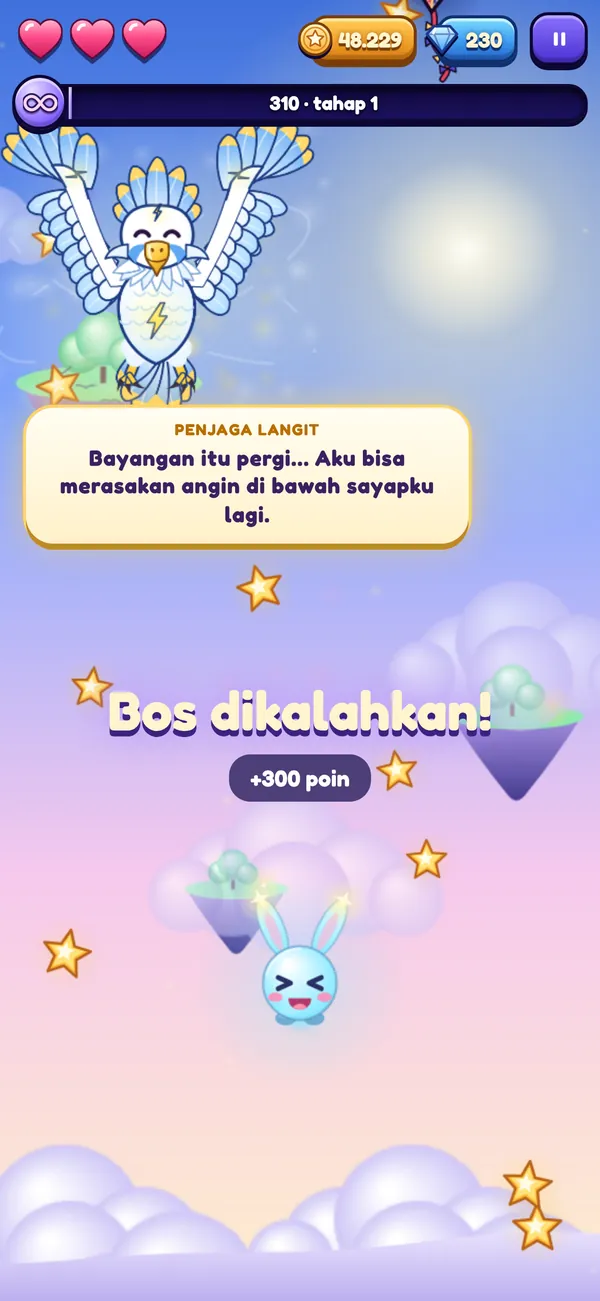 48.229
230
310 · tahap 1
PENJAGA LANGIT
Bayangan itu pergi... Aku bisa
merasakan angin di bawah sayapku
lagi.
Bos dikalahkan!
+300 poin